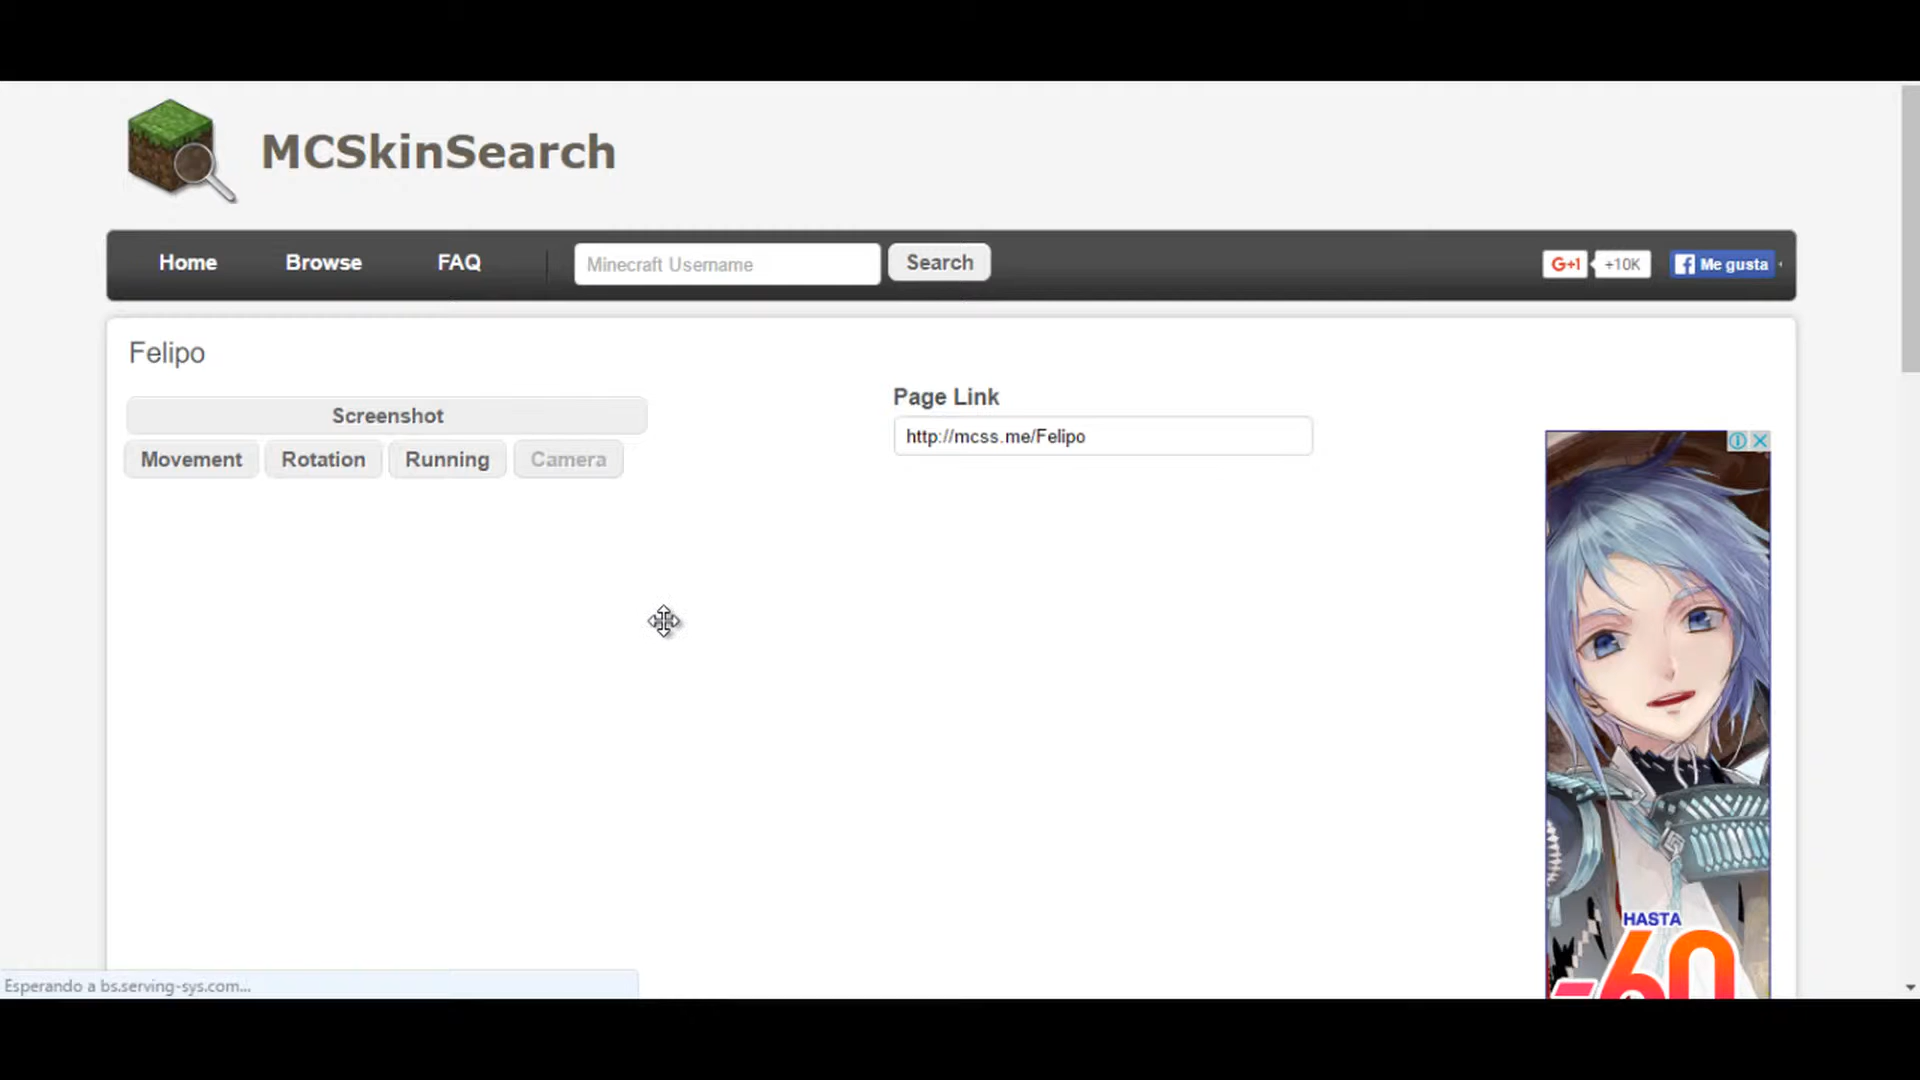 MCSkinSearch
Home Browse FAQ Minecraft Username Search G+1 +10K Me gusta
Felipo
Screenshot
Movement Rotation Running Camera
Page Link
http://mcss.me/Felipo
HASTA
-60
Esperando a bs.serving-sys.com...